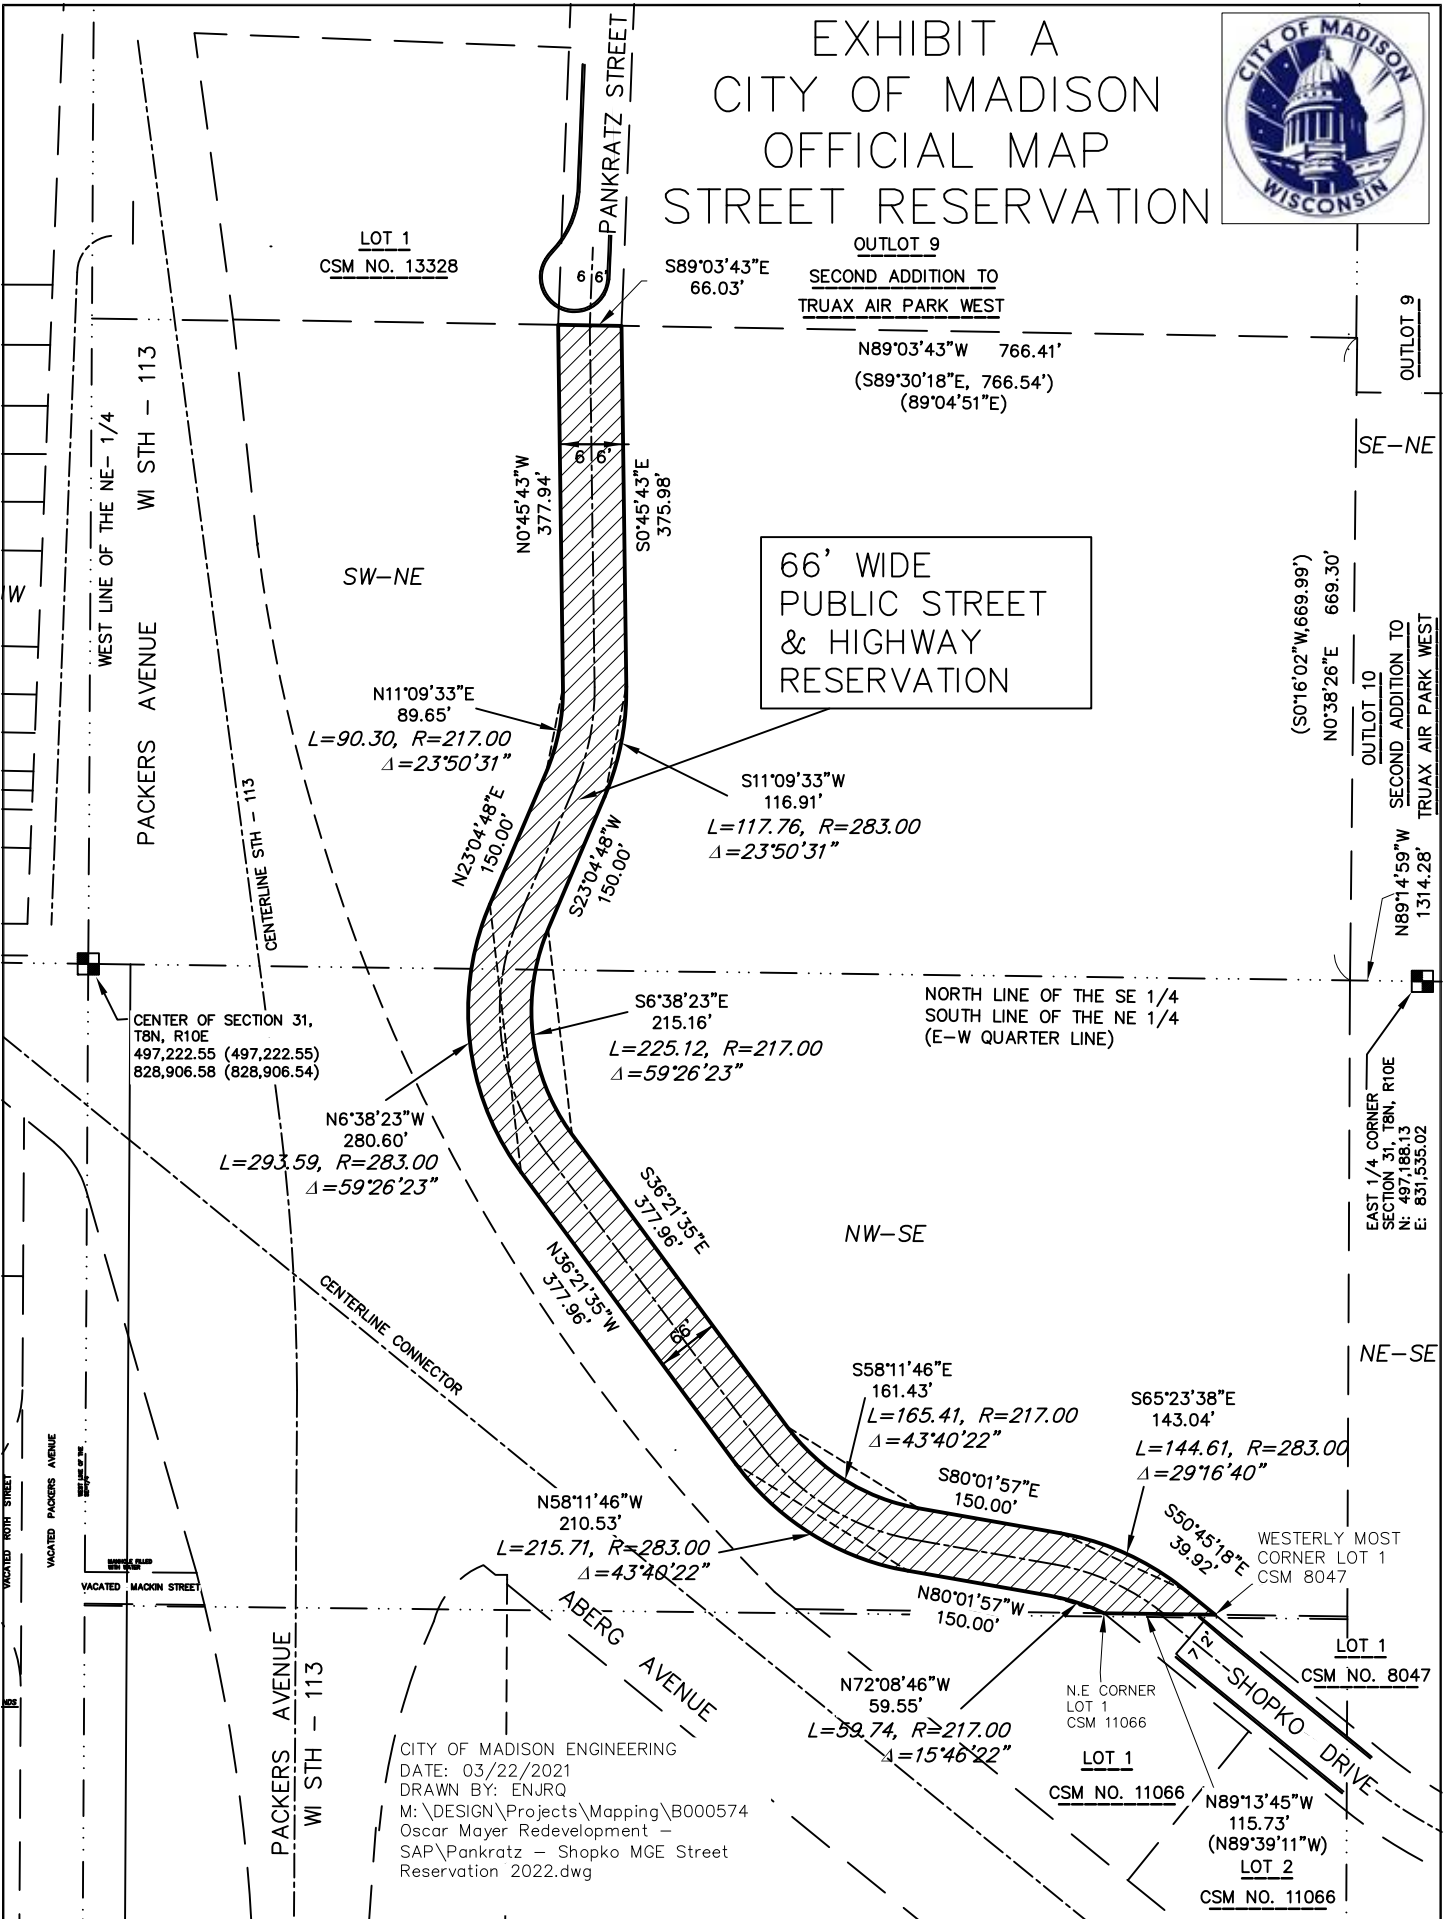 EXHIBIT A
CITY OF MADISON
OFFICIAL MAP
STREET RESERVATION
CITY OF MADISON
WISCONSIN
PANKRATZ STREET
LOT 1
CSM NO. 13328
6 6'
S89°03'43"E
66.03'
OUTLOT 9
SECOND ADDITION TO
TRUAX AIR PARK WEST
N89°03'43"W 766.41'
(S89°30'18"E, 766.54')
(89°04'51"E)
OUTLOT 9
SE-NE
WEST LINE OF THE NE- 1/4
WI STH - 113
PACKERS AVENUE
N0°45'43"W
377.94'
6 6'
S0°45'43"E
375.98'
SW-NE
66' WIDE
PUBLIC STREET
& HIGHWAY
RESERVATION
(S0°16'02"W,669.99')
N0°38'26"E 669.30'
OUTLOT 10
SECOND ADDITION TO
TRUAX AIR PARK WEST
N11°09'33"E
89.65'
L=90.30, R=217.00
Δ=23°50'31"
S11°09'33"W
116.91'
L=117.76, R=283.00
Δ=23°50'31"
N23°04'48"E
150.00'
S23°04'48"W
150.00'
CENTERLINE STH - 113
N89°14'59"W
1314.28'
CENTER OF SECTION 31,
T8N, R10E
497,222.55 (497,222.55)
828,906.58 (828,906.54)
S6°38'23"E
215.16'
L=225.12, R=217.00
Δ=59°26'23"
NORTH LINE OF THE SE 1/4
SOUTH LINE OF THE NE 1/4
(E-W QUARTER LINE)
EAST 1/4 CORNER
SECTION 31, T8N, R10E
N: 497,188.13
E: 831,535.02
N6°38'23"W
280.60'
L=293.59, R=283.00
Δ=59°26'23"
S36°21'35"E
377.96'
N36°21'35"W
377.96'
66'
NW-SE
CENTERLINE CONNECTOR
NE-SE
S58°11'46"E
161.43'
L=165.41, R=217.00
Δ=43°40'22"
S65°23'38"E
143.04'
L=144.61, R=283.00
Δ=29°16'40"
S80°01'57"E
150.00'
N58°11'46"W
210.53'
L=215.71, R=283.00
Δ=43°40'22"
S50°45'18"E
39.92'
WESTERLY MOST
CORNER LOT 1
CSM 8047
VACATED ROTH STREET
VACATED PACKERS AVENUE
VACATED MACKIN STREET
ABERG AVENUE
N80°01'57"W
150.00'
LOT 1
CSM NO. 8047
72'
SHOPKO DRIVE
N72°08'46"W
59.55'
L=59.74, R=217.00
Δ=15°46'22"
N.E CORNER
LOT 1
CSM 11066
LOT 1
CSM NO. 11066
N89°13'45"W
115.73'
(N89°39'11"W)
LOT 2
CSM NO. 11066
PACKERS AVENUE
WI STH - 113
CITY OF MADISON ENGINEERING
DATE: 03/22/2021
DRAWN BY: ENJRQ
M:\DESIGN\Projects\Mapping\B000574
Oscar Mayer Redevelopment -
SAP\Pankratz - Shopko MGE Street
Reservation 2022.dwg